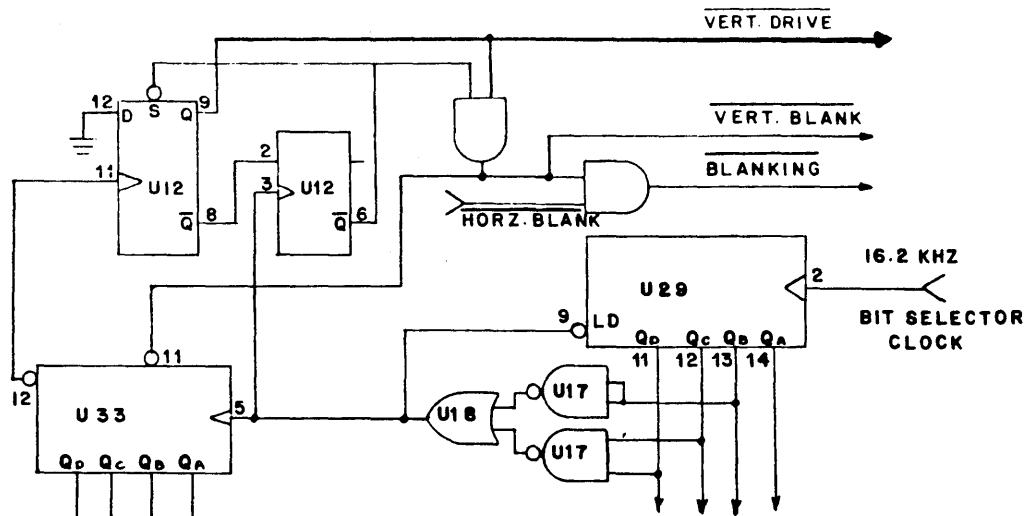 VERT. DRIVE
12
D
S
Q
9
11
U12
Q
8
2
3
U12
Q
6
VERT. BLANK
BLANKING
HORZ. BLANK
16.2 KHZ
2
U29
BIT SELECTOR
CLOCK
9
LD
QD QC QB QA
11 12 13 14
11
12
U33
5
U18
U17
U17
QD QC QB QA